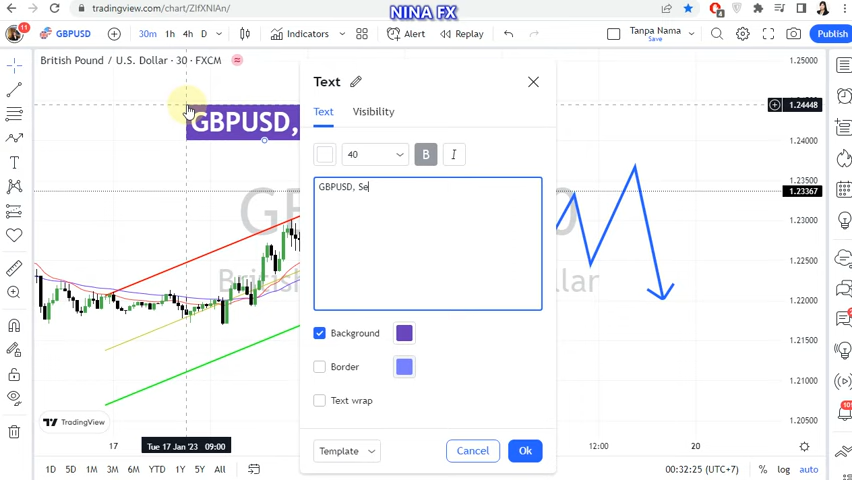 NINA FX
tradingview.com/chart/ZIfXNIAn/
11
GBPUSD
30m 1h 4h D
Indicators
Alert
Replay
Tanpa Nama
Save
Publish
4
British Pound / U.S. Dollar · 30 · FXCM
GBPUSD,
Text
Text
Visibility
40
B
I
GBPUSD, Se
Background
Border
Text wrap
Template
Cancel
Ok
1.25000
1.24448
1.24000
1.23367
1.23000
1.22500
1.22000
1.21500
1.21000
1.20500
TradingView
17
Tue 17 Jan '23 09:00
12:00
20
1D 5D 1M 3M 6M YTD 1Y 5Y All
00:32:25 (UTC+7)
%
log
auto